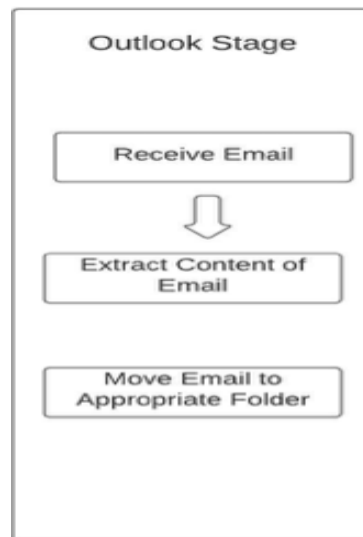 Outlook Stage
Receive Email
Extract Content of
Email
Move Email to
Appropriate Folder